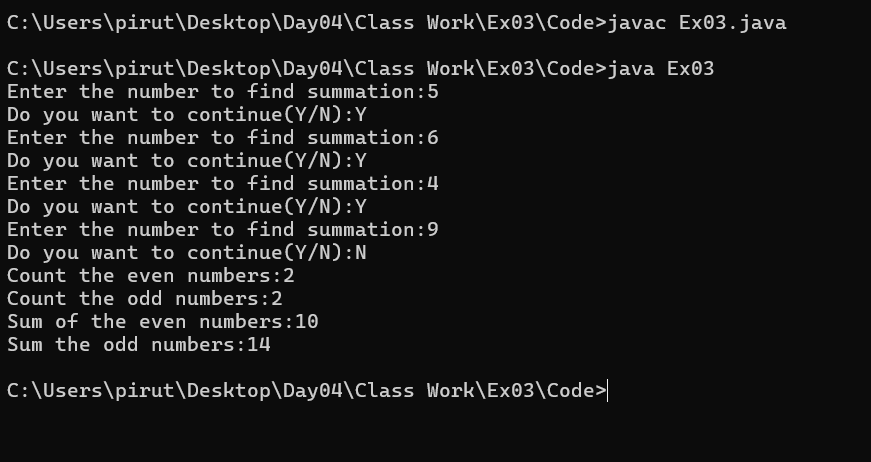 C:\Users\pirut\Desktop\Day04\Class Work\Ex03\Code>javac Ex03.java
C:\Users\pirut\Desktop\Day04\Class Work\Ex03\Code>java Ex03
Enter the number to find summation:5
Do you want to continue(Y/N):Y
Enter the number to find summation:6
Do you want to continue(Y/N):Y
Enter the number to find summation:4
Do you want to continue(Y/N):Y
Enter the number to find summation:9
Do you want to continue(Y/N):N
Count the even numbers:2
Count the odd numbers:2
Sum of the even numbers:10
Sum the odd numbers:14
C:\Users\pirut\Desktop\Day04\Class Work\Ex03\Code>